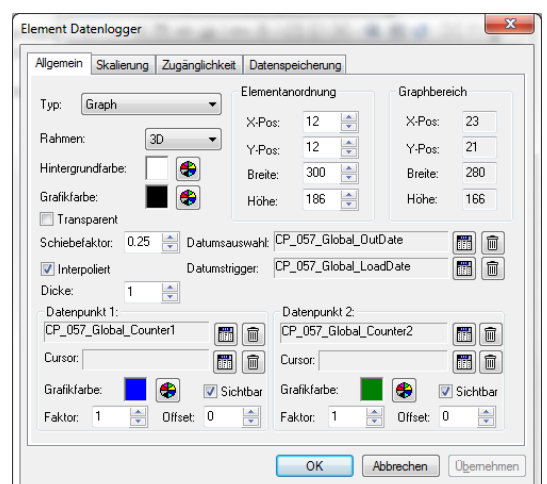 Element Datenlogger
Allgemein Skalierung Zugänglichkeit Datenspeicherung
Typ: Graph
Rahmen: 3D
Hintergrundfarbe:
Grafikfarbe:
Transparent
Elementanordnung
X-Pos: 12
Y-Pos: 12
Breite: 300
Höhe: 186
Graphbereich
X-Pos: 23
Y-Pos: 21
Breite: 280
Höhe: 166
Schiebefaktor: 0.25 Datumsauswahl: CP_057_Global_OutDate
Interpoliert Datumstrigger: CP_057_Global_LoadDate
Dicke: 1
Datenpunkt 1:
CP_057_Global_Counter1
Cursor:
Grafikfarbe: Sichtbar
Faktor: 1 Offset: 0
Datenpunkt 2:
CP_057_Global_Counter2
Cursor:
Grafikfarbe: Sichtbar
Faktor: 1 Offset: 0
OK Abbrechen Übernehmen